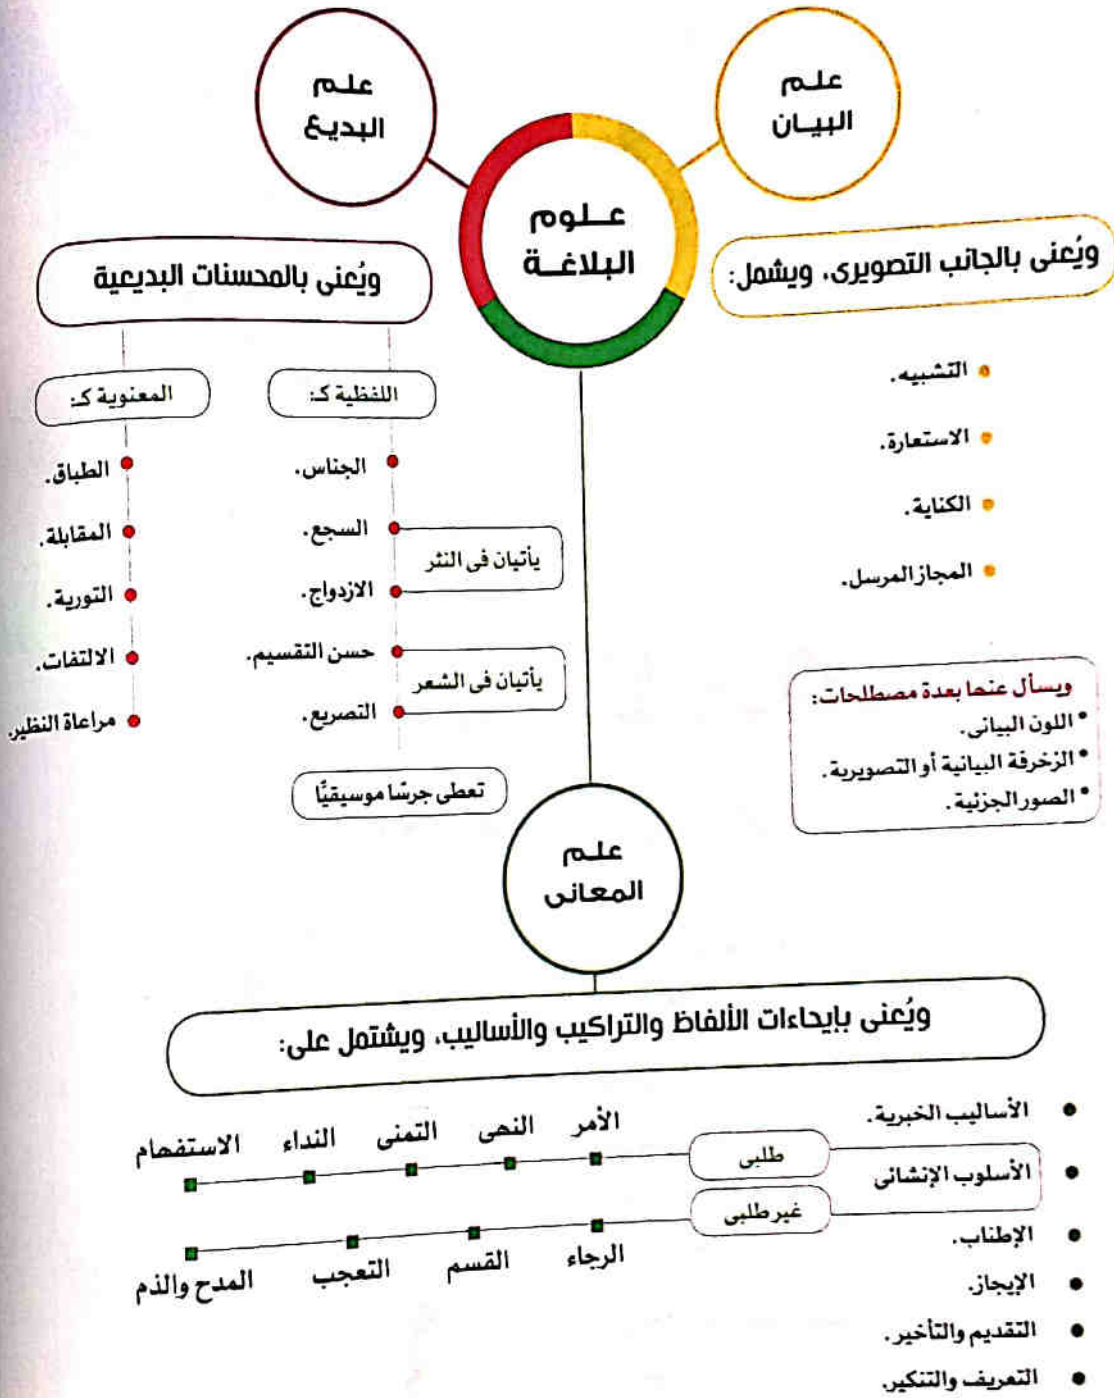 علوم
البلاغة
علم
البيان
ويُعنى بالجانب التصويرى، ويشمل:
التشبيه.
الاستعارة.
الكناية.
المجاز المرسل.
ويسأل عنها بعدة مصطلحات:
• اللون البيانى.
• الزخرفة البيانية أو التصويرية.
• الصور الجزئية.
علم
البديع
ويُعنى بالمحسنات البديعية
اللفظية كـ:
الجناس.
السجع.
الازدواج.
يأتيان فى النثر
حسن التقسيم.
التصريع.
يأتيان فى الشعر
تعطى جرسًا موسيقيًّا
المعنوية كـ:
الطباق.
المقابلة.
التورية.
الالتفات.
مراعاة النظير.
علم
المعانى
ويُعنى بإيحاءات الألفاظ والتراكيب والأساليب، ويشتمل على:
● الأساليب الخبرية.
● الأسلوب الإنشائى
طلبى
الأمر النهى التمنى النداء الاستفهام
غير طلبى
الرجاء القسم التعجب المدح والذم
● الإطناب.
● الإيجاز.
● التقديم والتأخير.
● التعريف والتنكير.